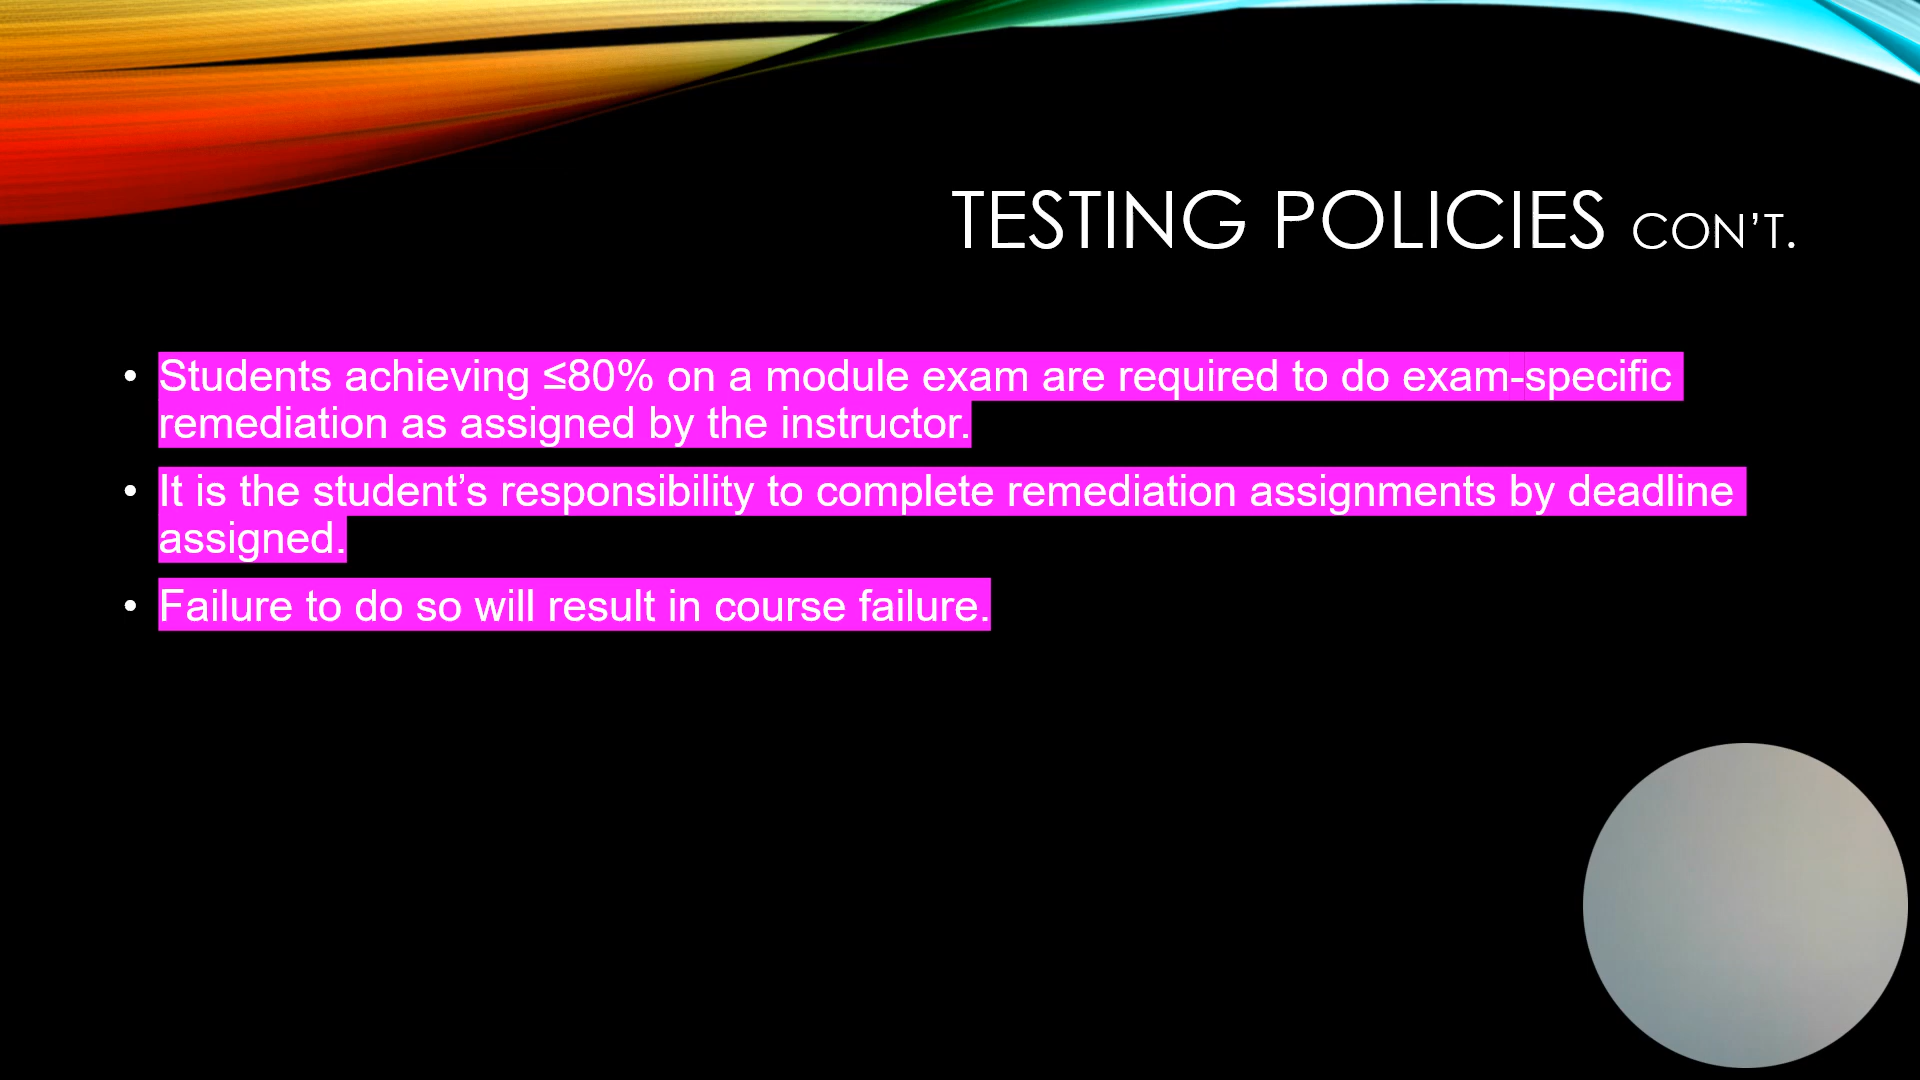 TESTING POLICIES CON’T.
• Students achieving ≤80% on a module exam are required to do exam-specific
remediation as assigned by the instructor.
• It is the student’s responsibility to complete remediation assignments by deadline
assigned.
• Failure to do so will result in course failure.